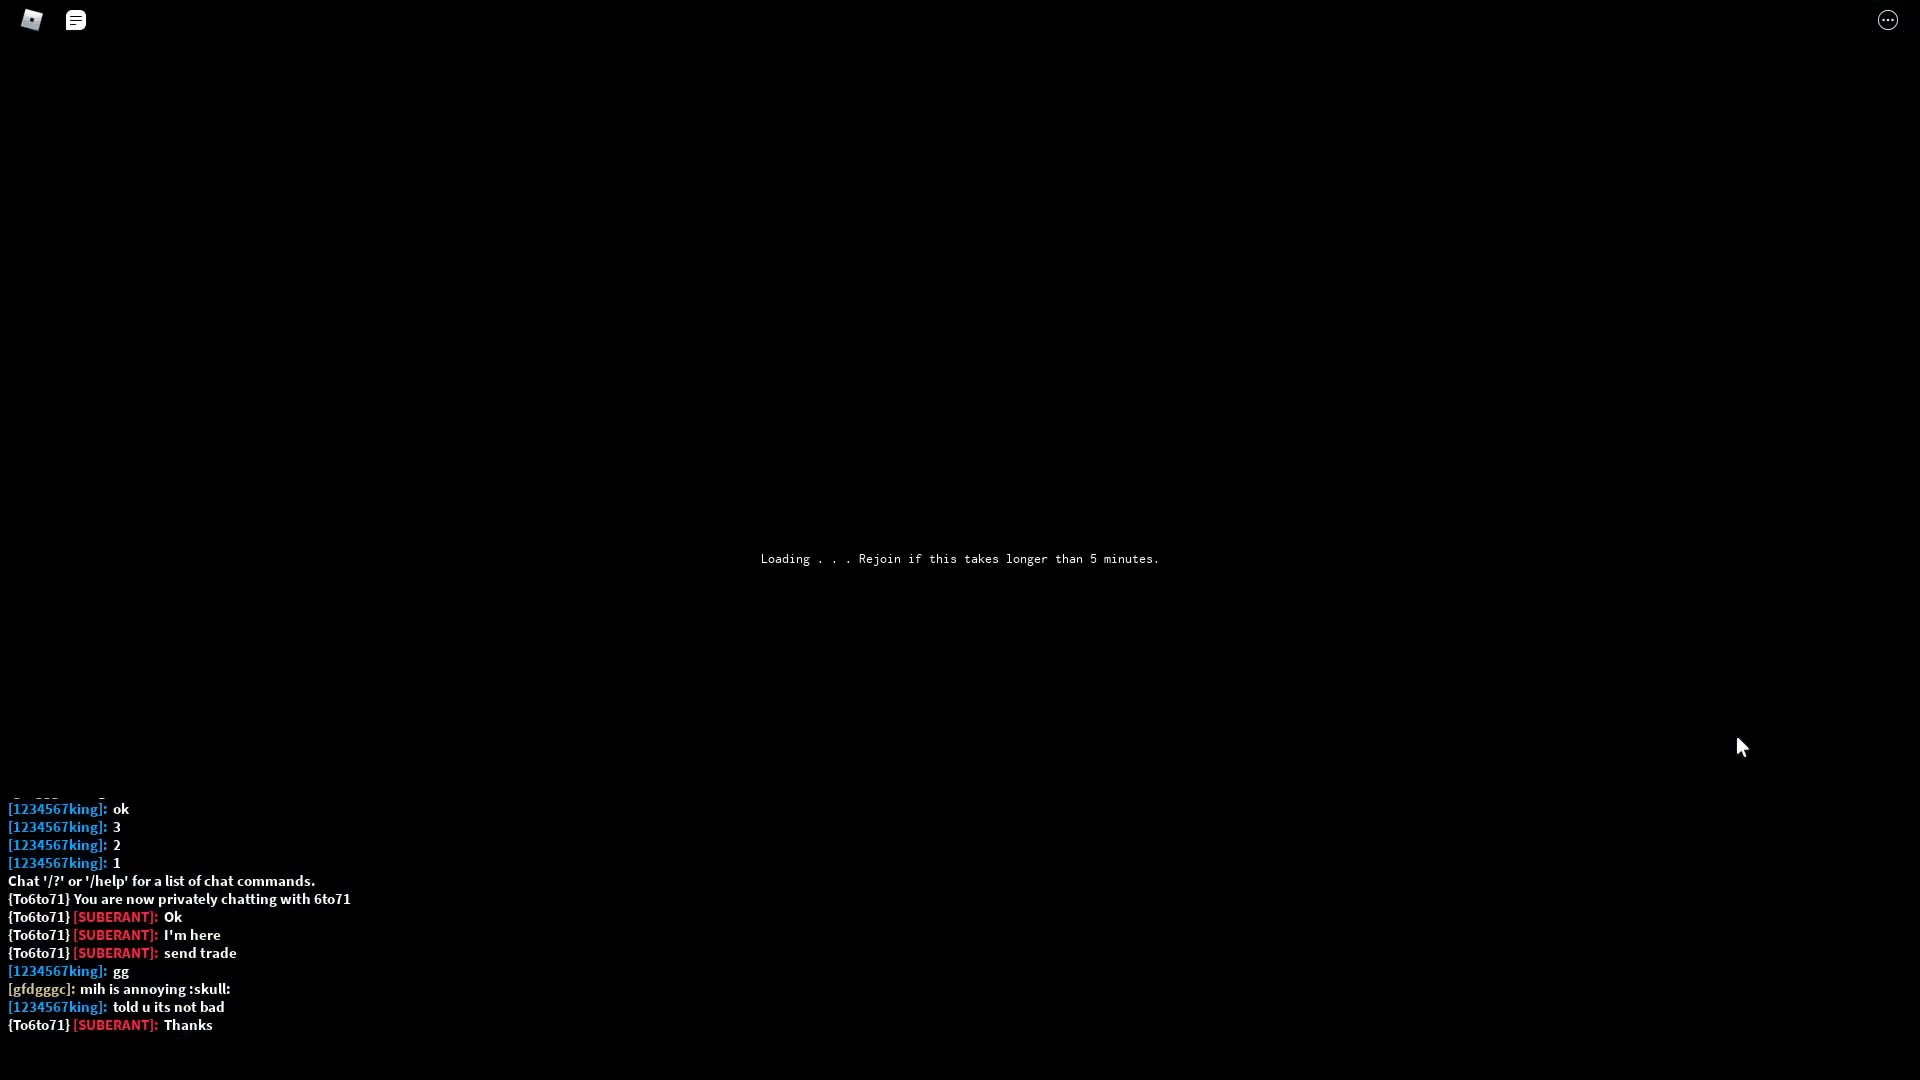 Loading . . . Rejoin if this takes longer than 5 minutes.
[1234567king]: ok
[1234567king]: 3
[1234567king]: 2
[1234567king]: 1
Chat '/?' or '/help' for a list of chat commands.
{To6to71} You are now privately chatting with 6to71
{To6to71} [SUBERANT]: Ok
{To6to71} [SUBERANT]: I'm here
{To6to71} [SUBERANT]: send trade
[1234567king]: gg
[gfdgggc]: mih is annoying :skull:
[1234567king]: told u its not bad
{To6to71} [SUBERANT]: Thanks